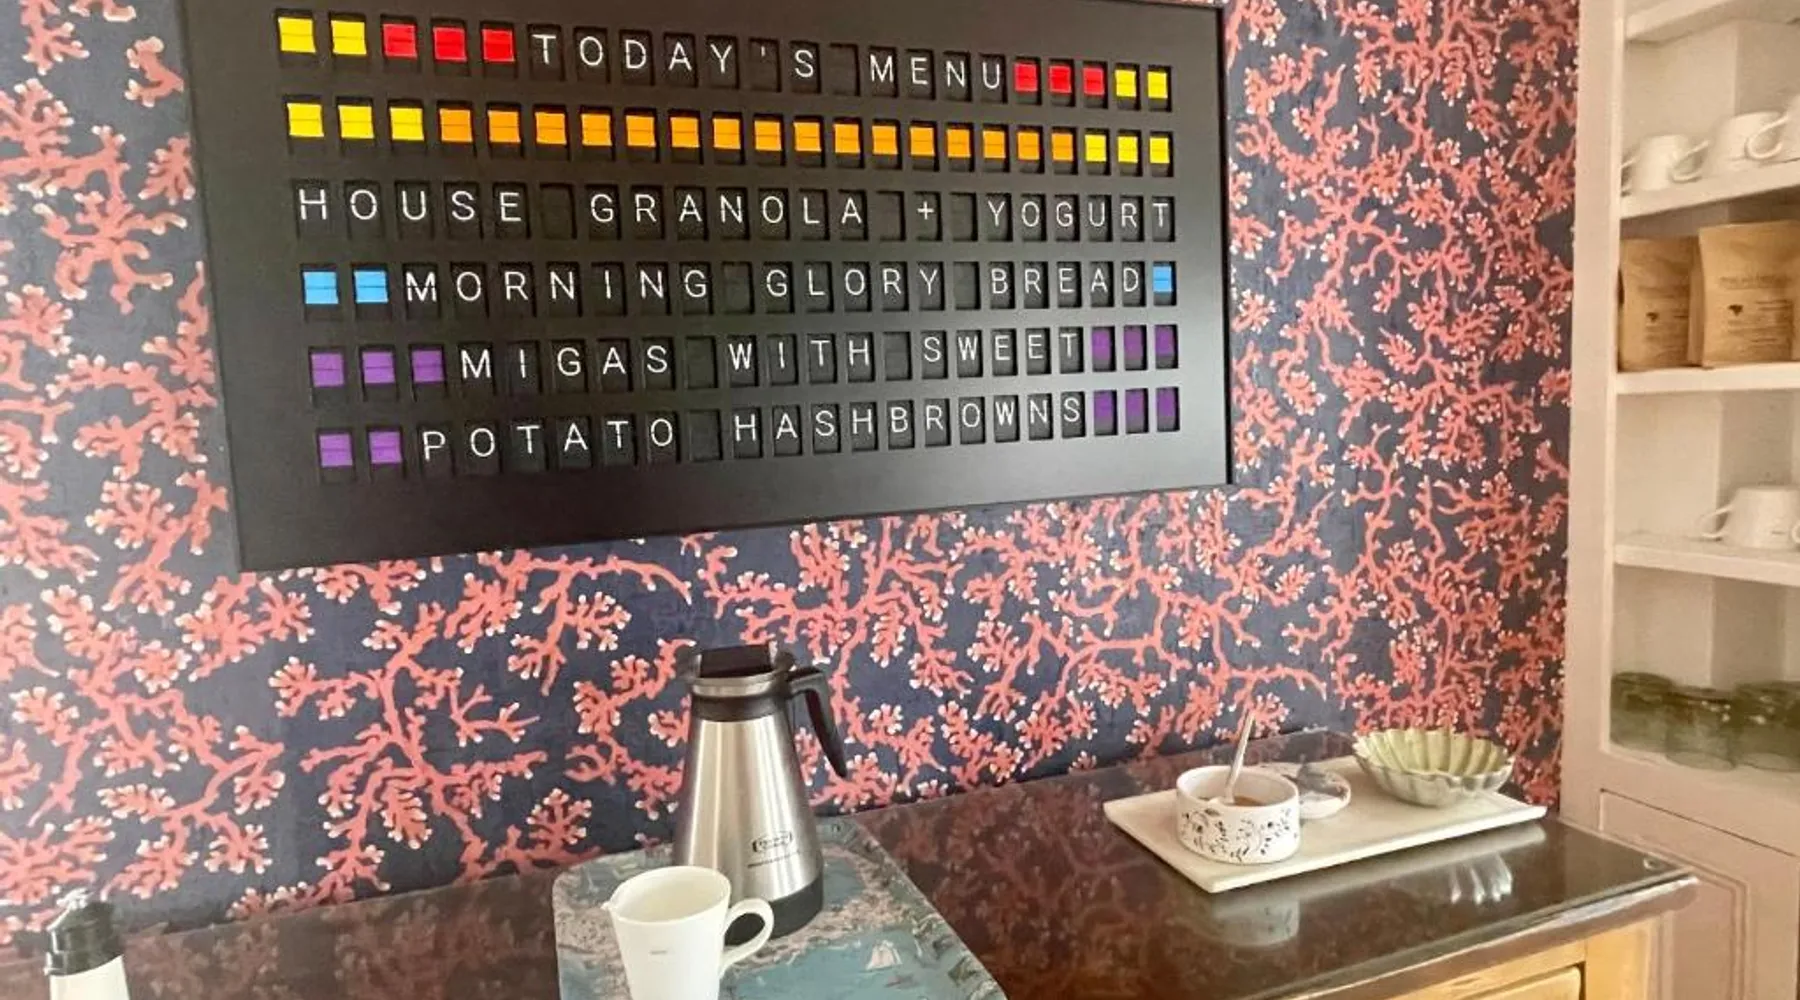 TODAY'S MENU
HOUSE GRANOLA + YOGURT
MORNING GLORY BREAD
MIGAS WITH SWEET
POTATO HASHBROWNS